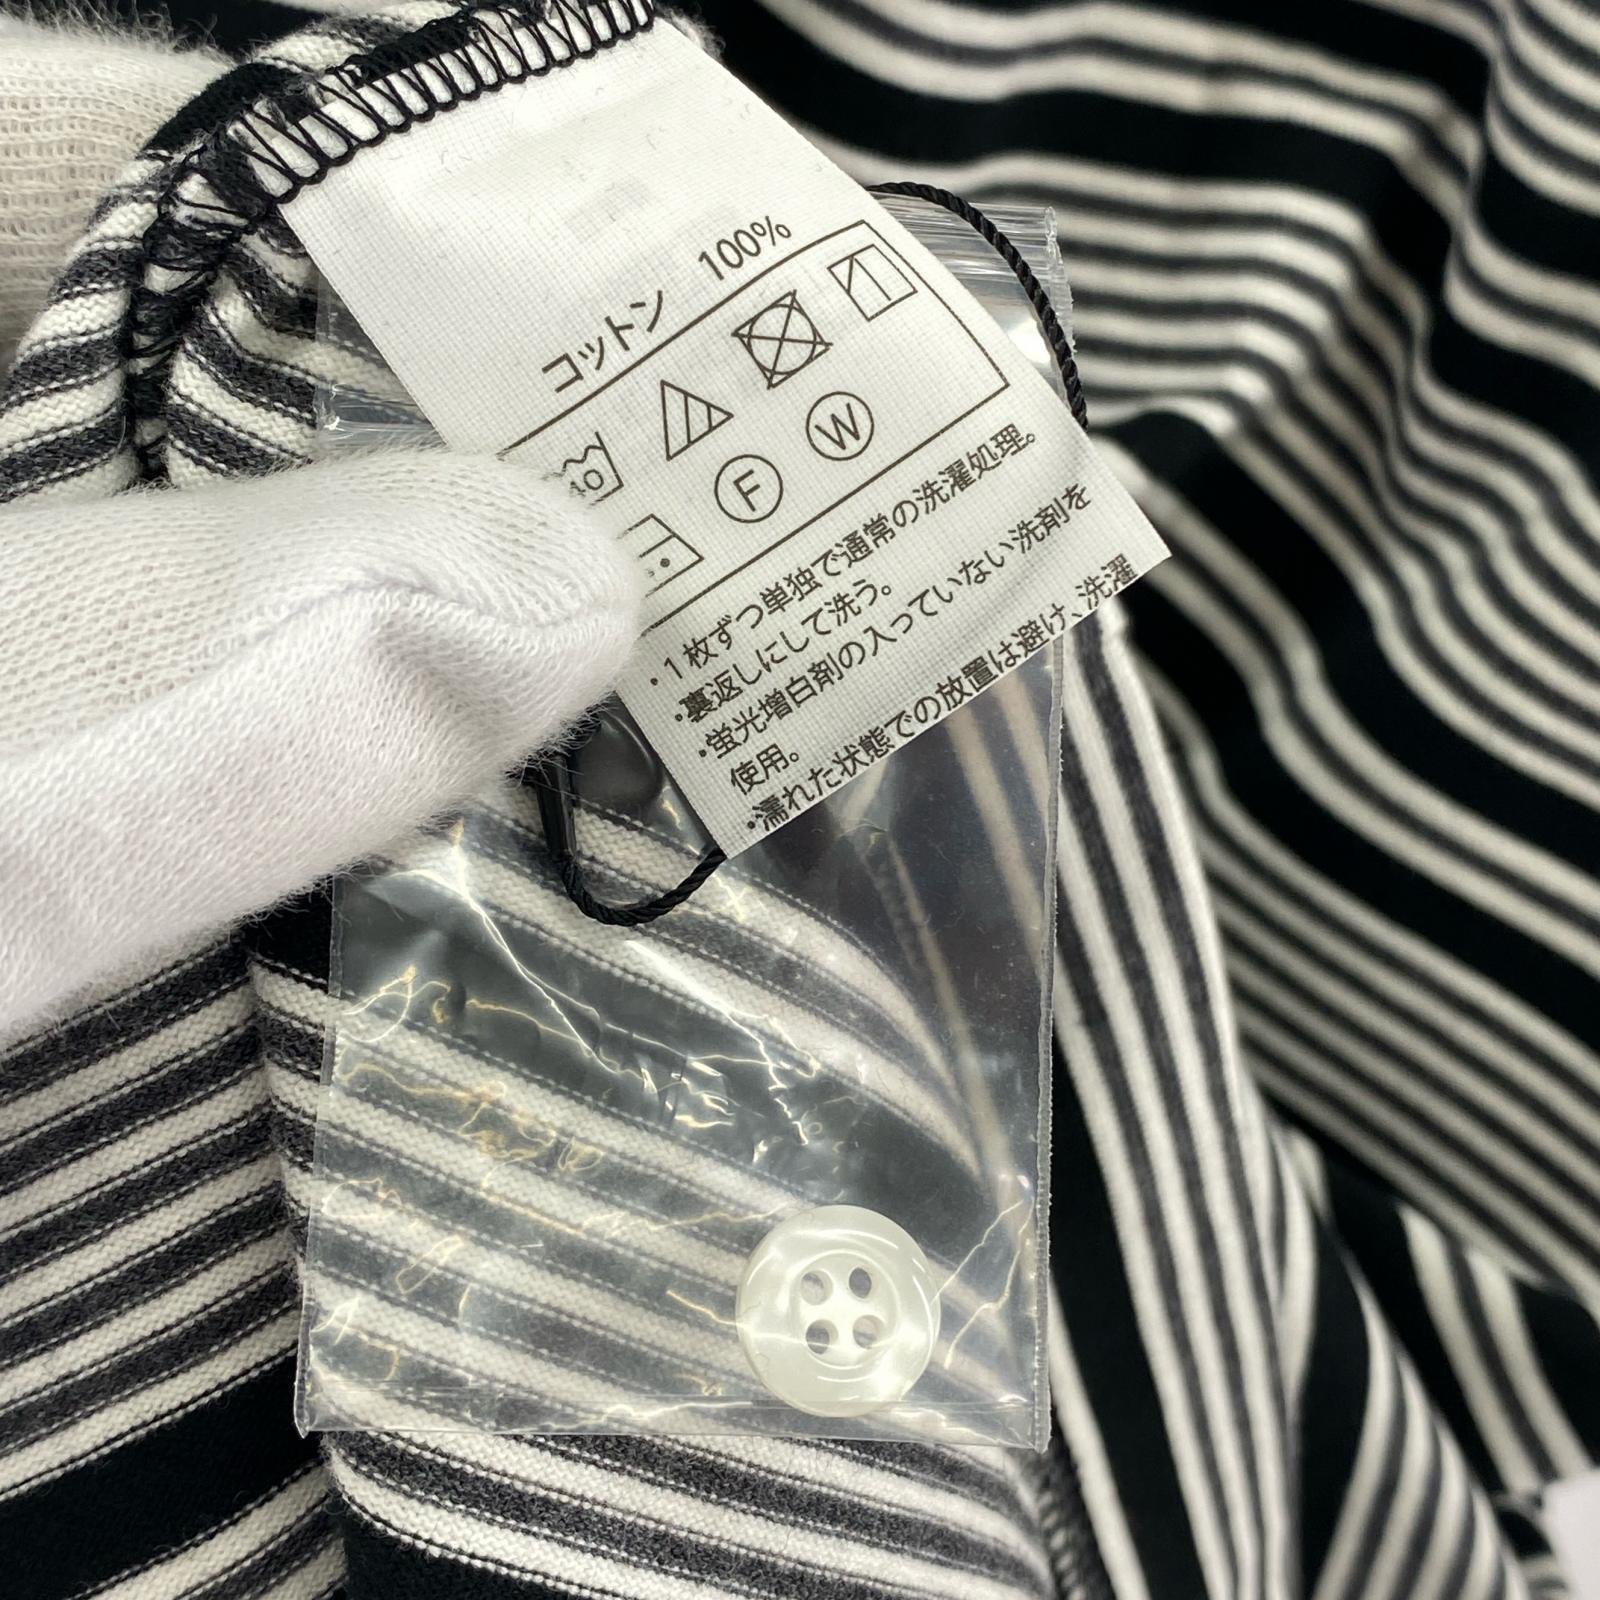 コットン 100%
40
F W
・1枚ずつ単独で通常の洗濯処理。
・裏返しにして洗う。
・蛍光増白剤の入っていない洗剤を
使用。
・濡れた状態での放置は避け、洗濯